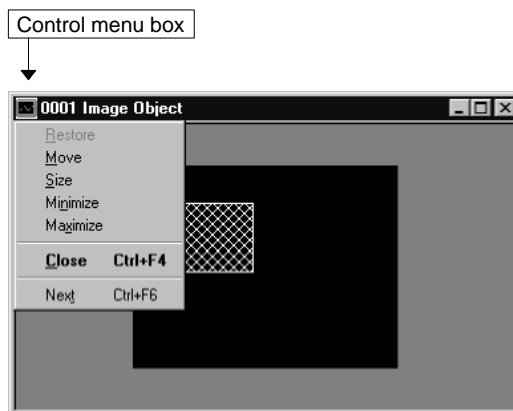 Control menu box
0001 Image Object
Restore
Move
Size
Minimize
Maximize
Close Ctrl+F4
Next Ctrl+F6